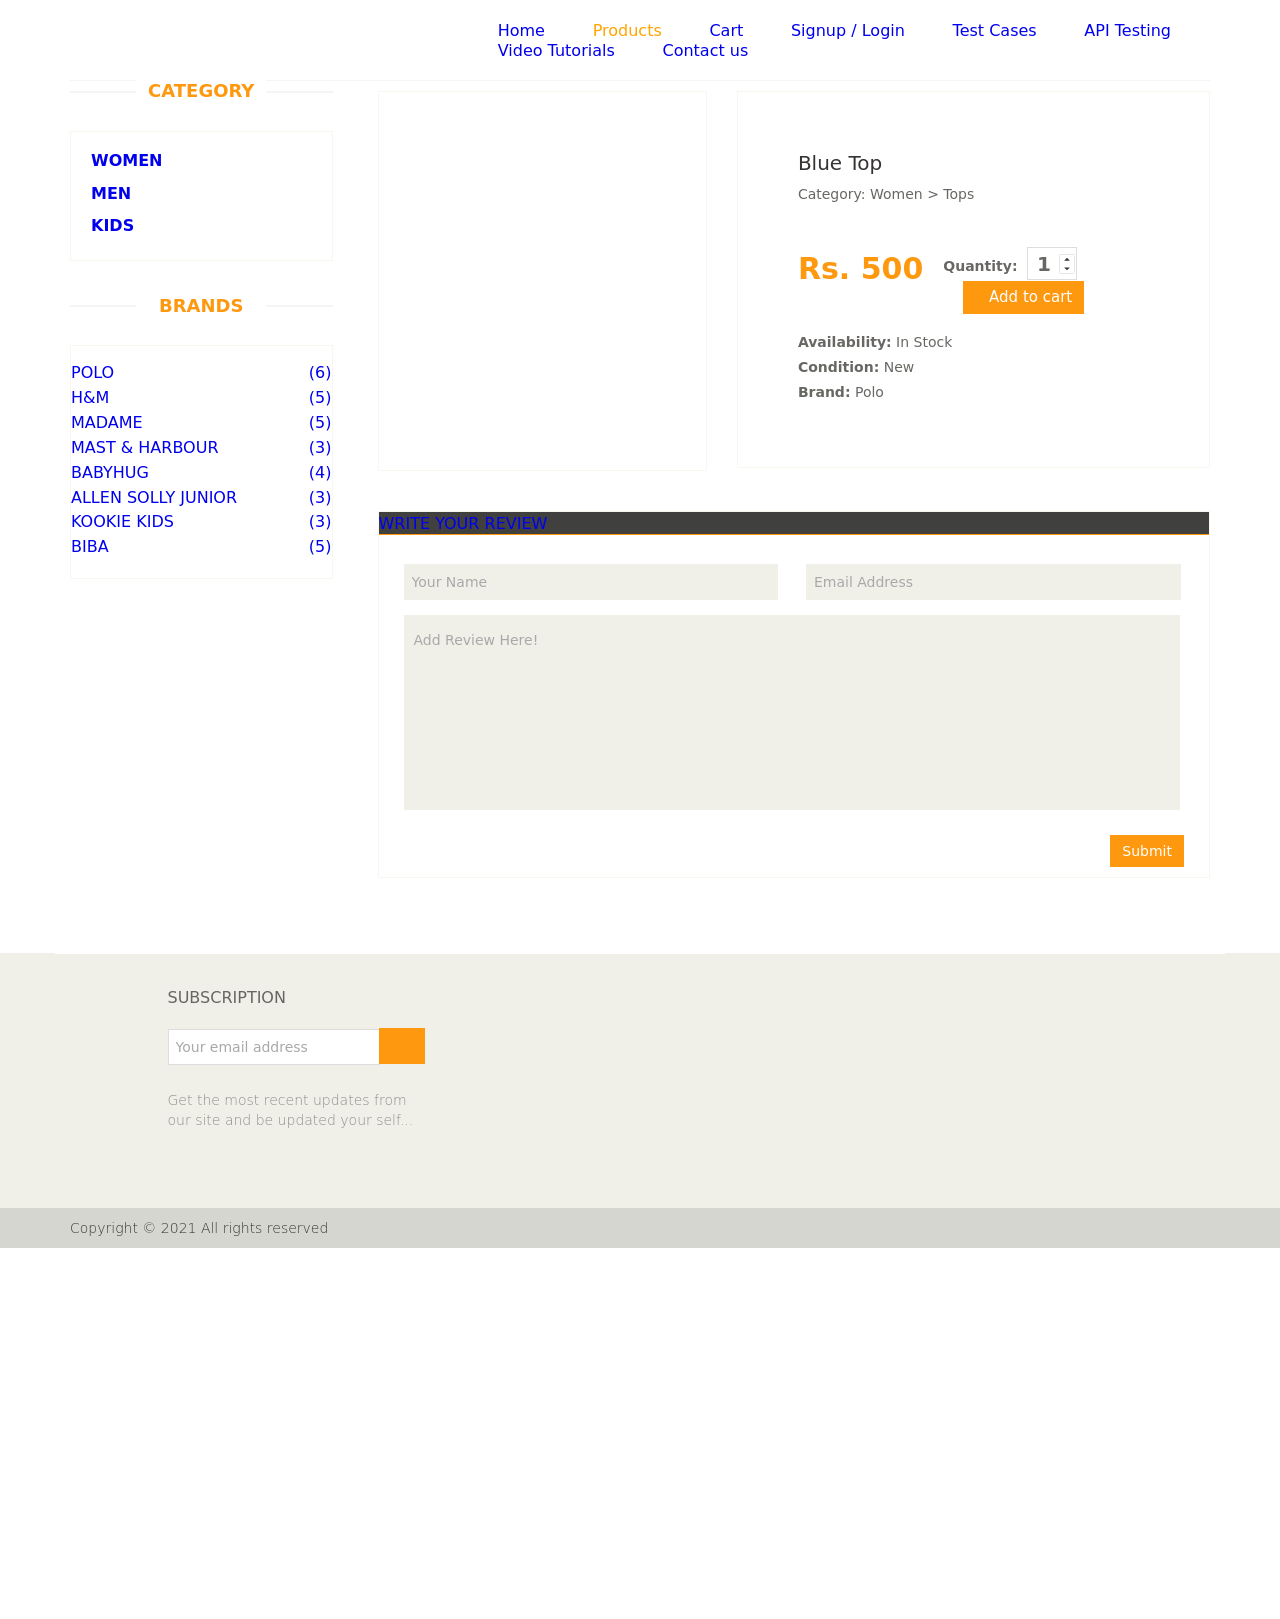 Home Products Cart Signup / Login Test Cases API Testing
Video Tutorials Contact us
CATEGORY
WOMEN
MEN
KIDS
BRANDS
POLO (6)
H&M (5)
MADAME (5)
MAST & HARBOUR (3)
BABYHUG (4)
ALLEN SOLLY JUNIOR (3)
KOOKIE KIDS (3)
BIBA (5)
Blue Top
Category: Women > Tops
Rs. 500 Quantity: 1
Add to cart
Availability: In Stock
Condition: New
Brand: Polo
WRITE YOUR REVIEW
Your Name Email Address
Add Review Here!
Submit
SUBSCRIPTION
Your email address
Get the most recent updates from
our site and be updated your self...
Copyright © 2021 All rights reserved